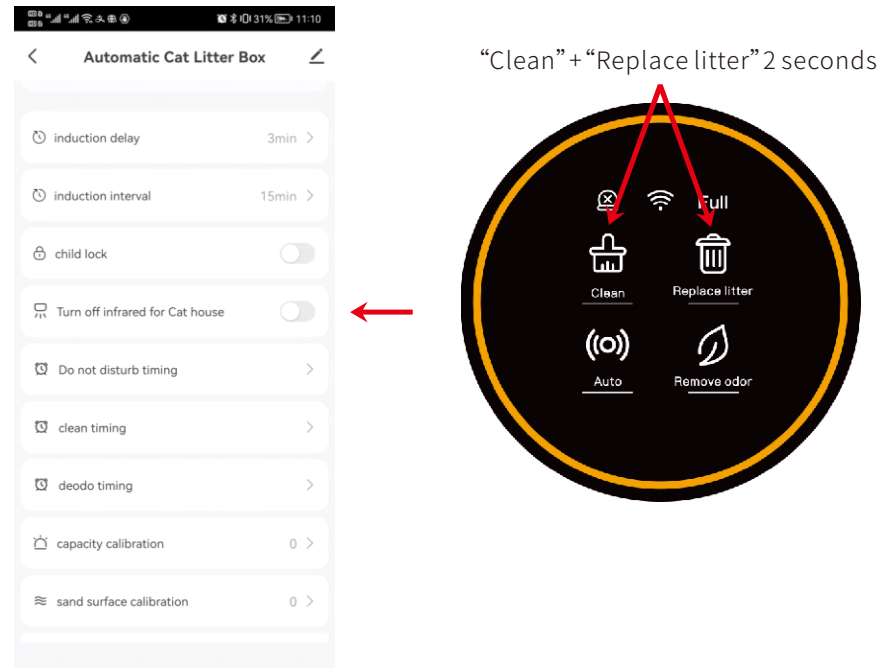 31% 11:10
Automatic Cat Litter Box
induction delay 3min
induction interval 15min
child lock
Turn off infrared for Cat house
Do not disturb timing
clean timing
deodo timing
capacity calibration 0
sand surface calibration 0
“Clean”+“Replace litter” 2 seconds
Full
Clean Replace litter
Auto Remove odor